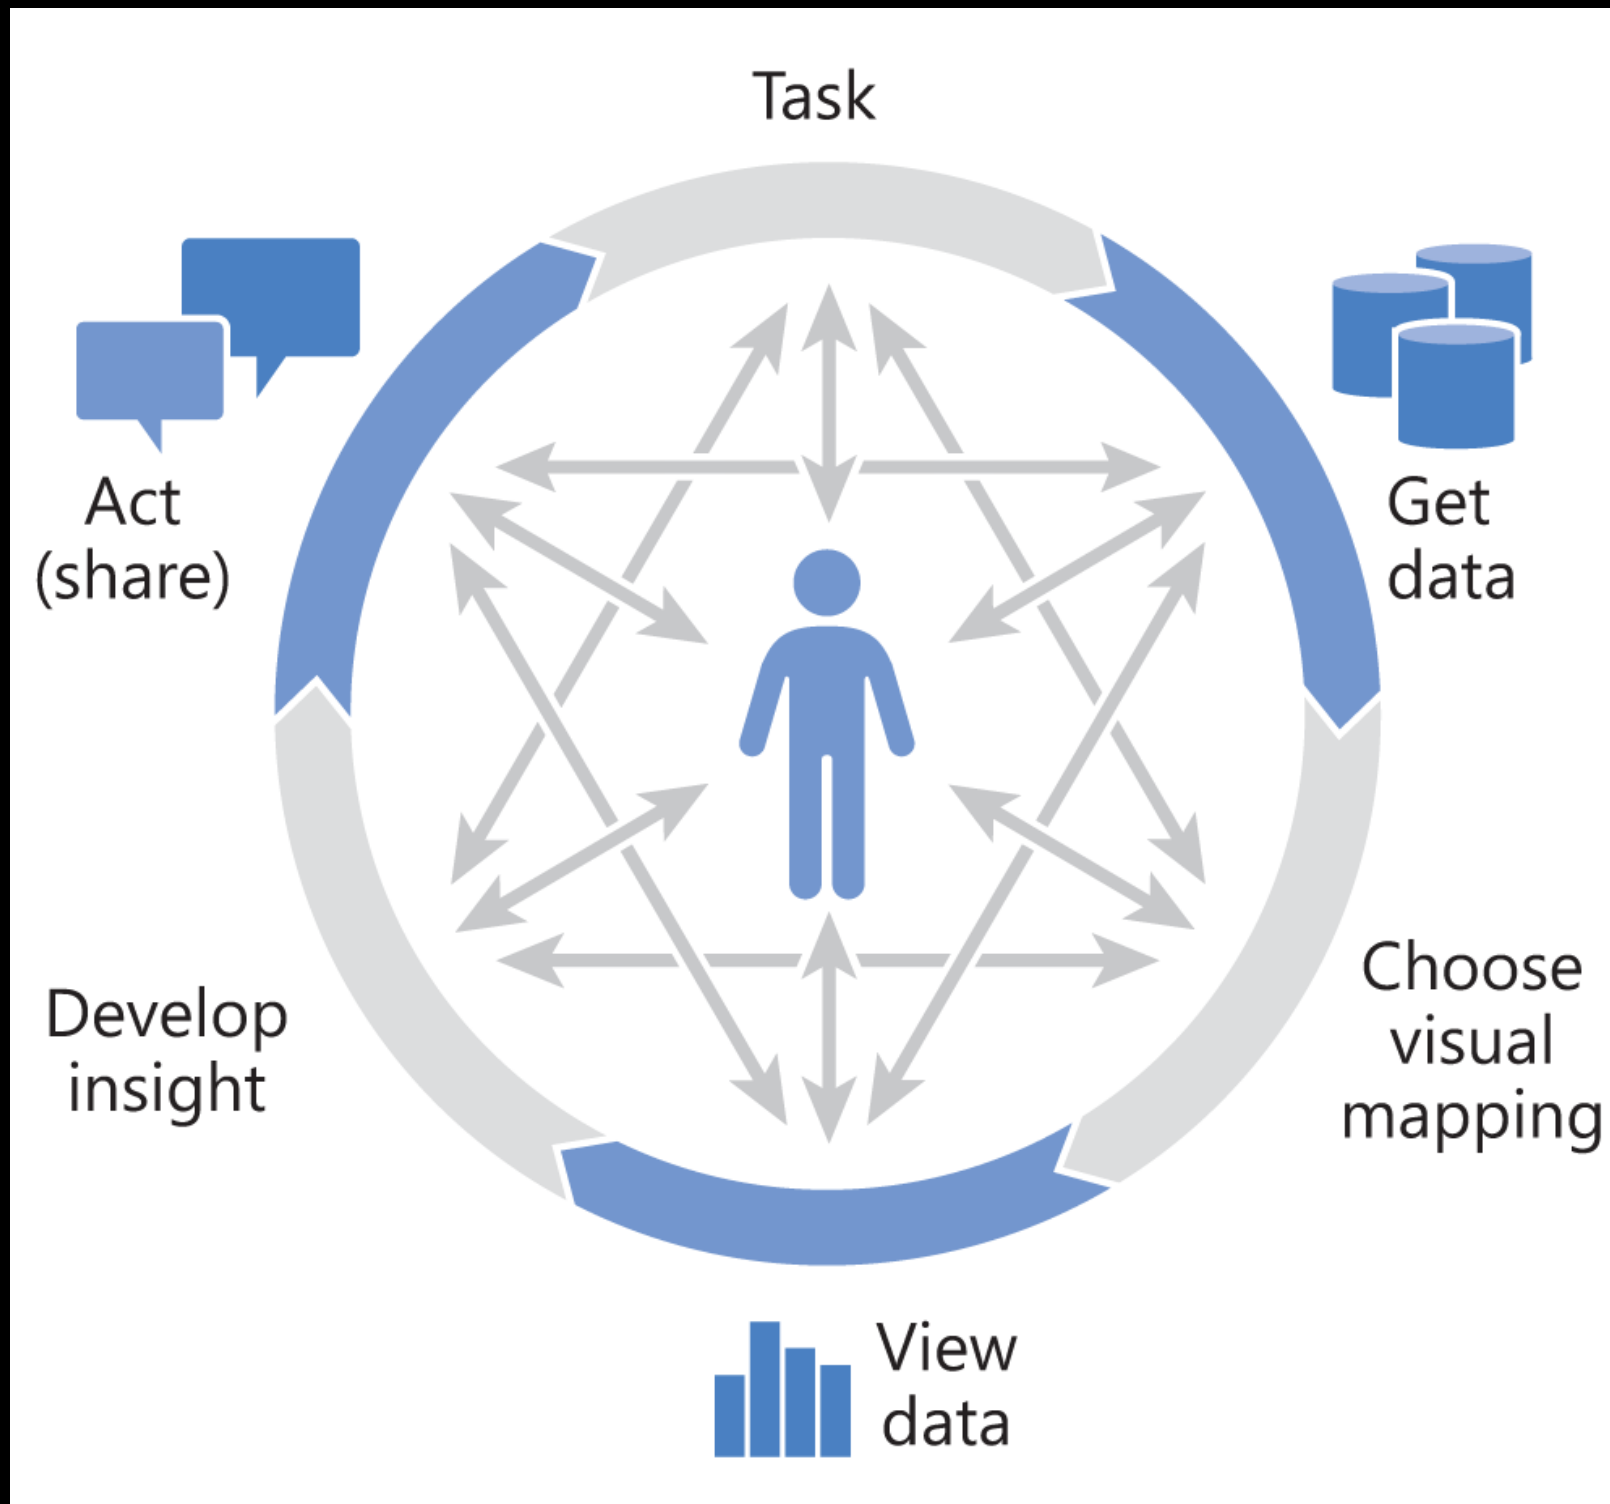 Task
Get
data
Choose
visual
mapping
View
data
Develop
insight
Act
(share)